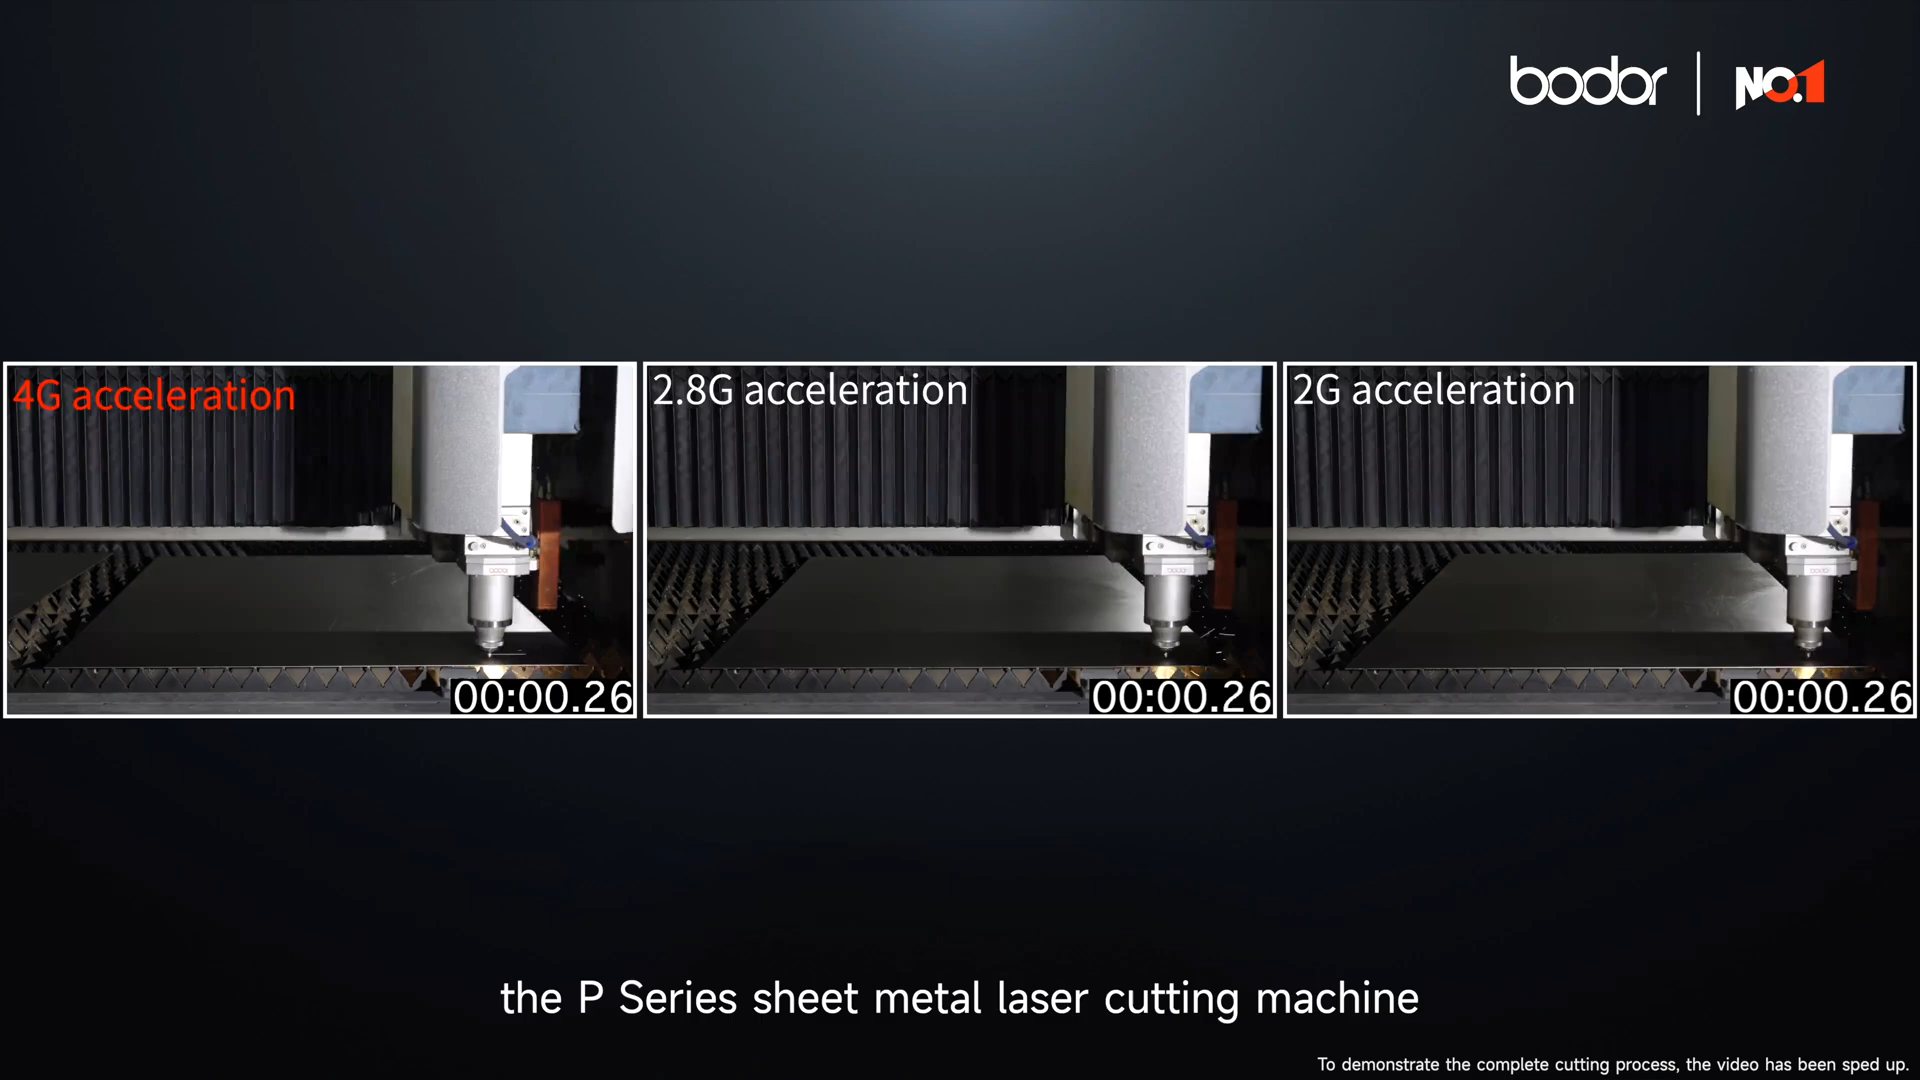 bodor
NO.1
4G acceleration
2.8G acceleration
2G acceleration
00:00.26
00:00.26
00:00.26
the P Series sheet metal laser cutting machine
To demonstrate the complete cutting process, the video has been sped up.